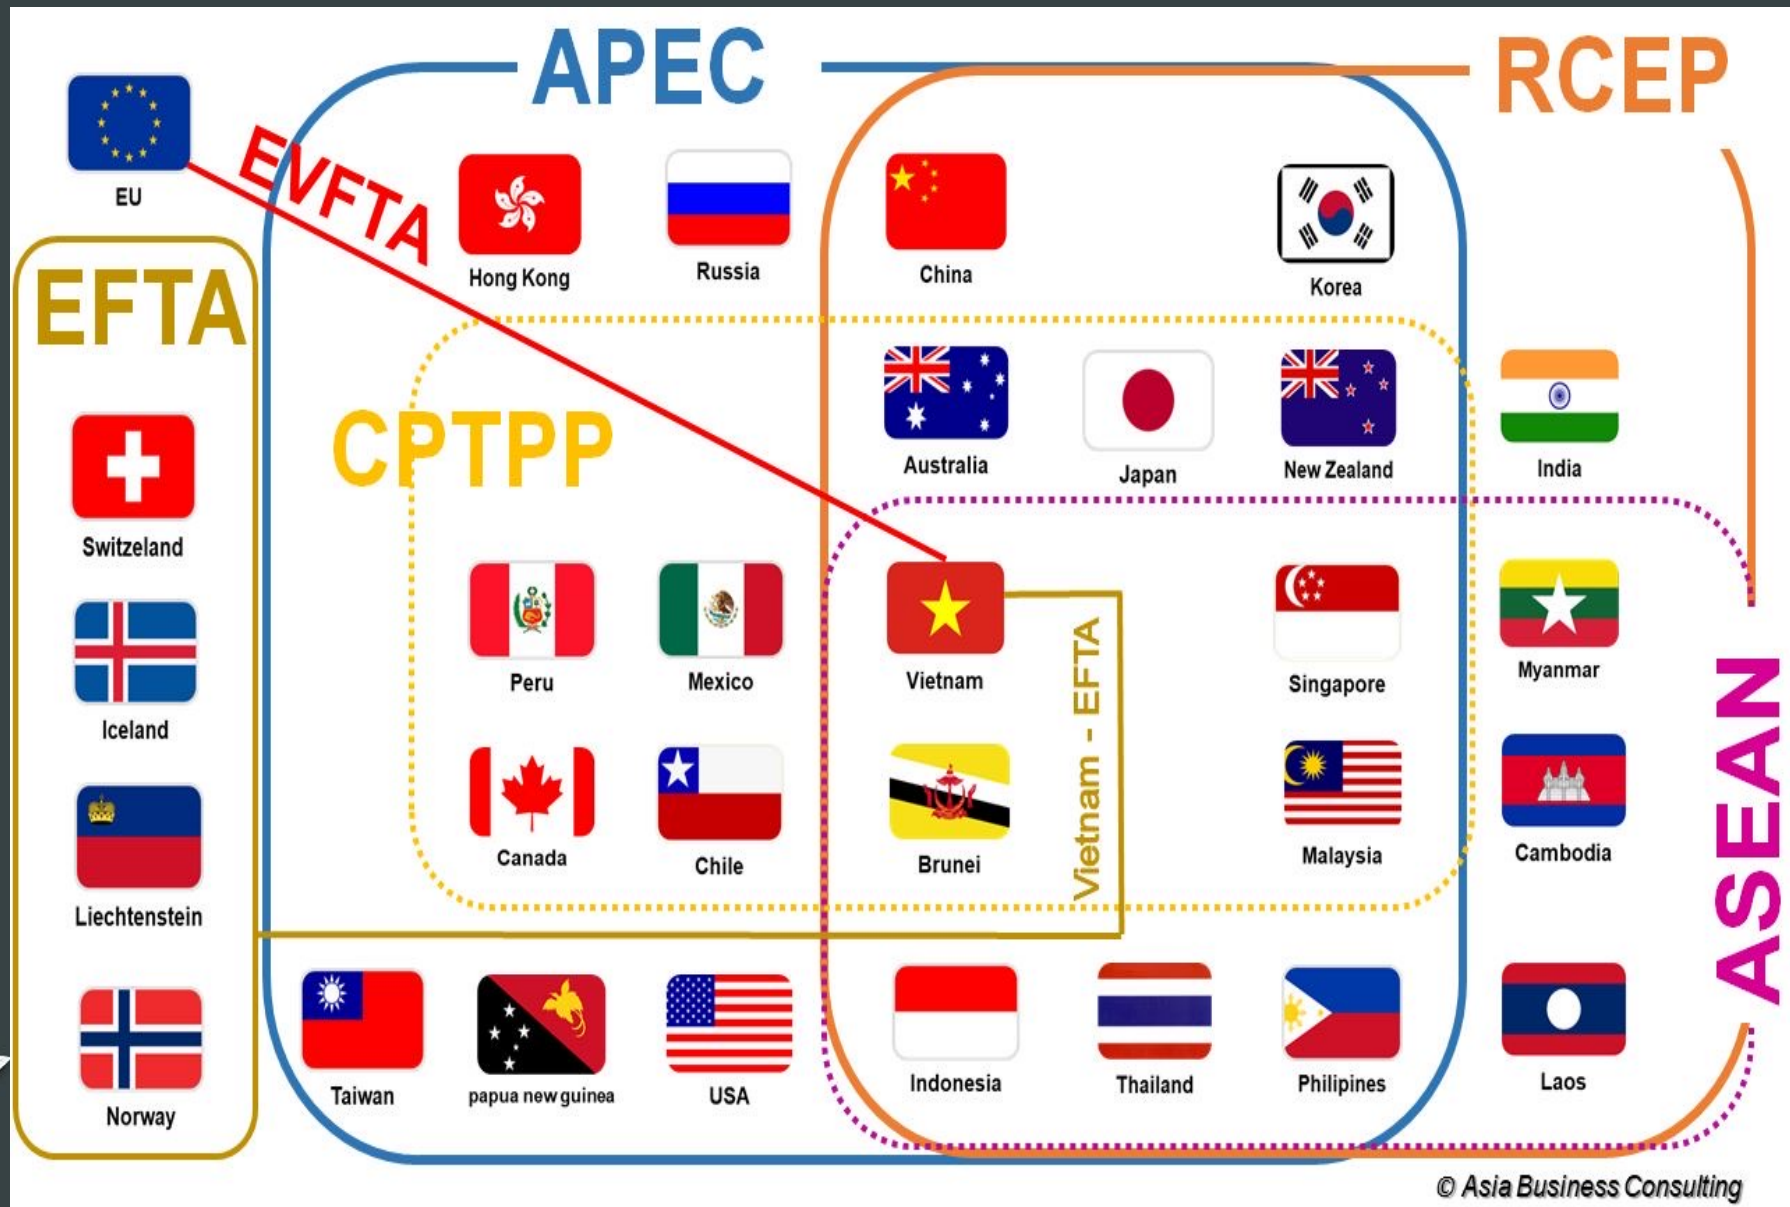 APEC
RCEP
EU
EVFTA
Hong Kong
Russia
China
Korea
EFTA
CPTPP
Australia
Japan
New Zealand
India
Switzeland
Peru
Mexico
Vietnam
Vietnam - EFTA
Singapore
Myanmar
Iceland
Canada
Chile
Brunei
Malaysia
Cambodia
ASEAN
Liechtenstein
Norway
Taiwan
papua new guinea
USA
Indonesia
Thailand
Philipines
Laos
© Asia Business Consulting